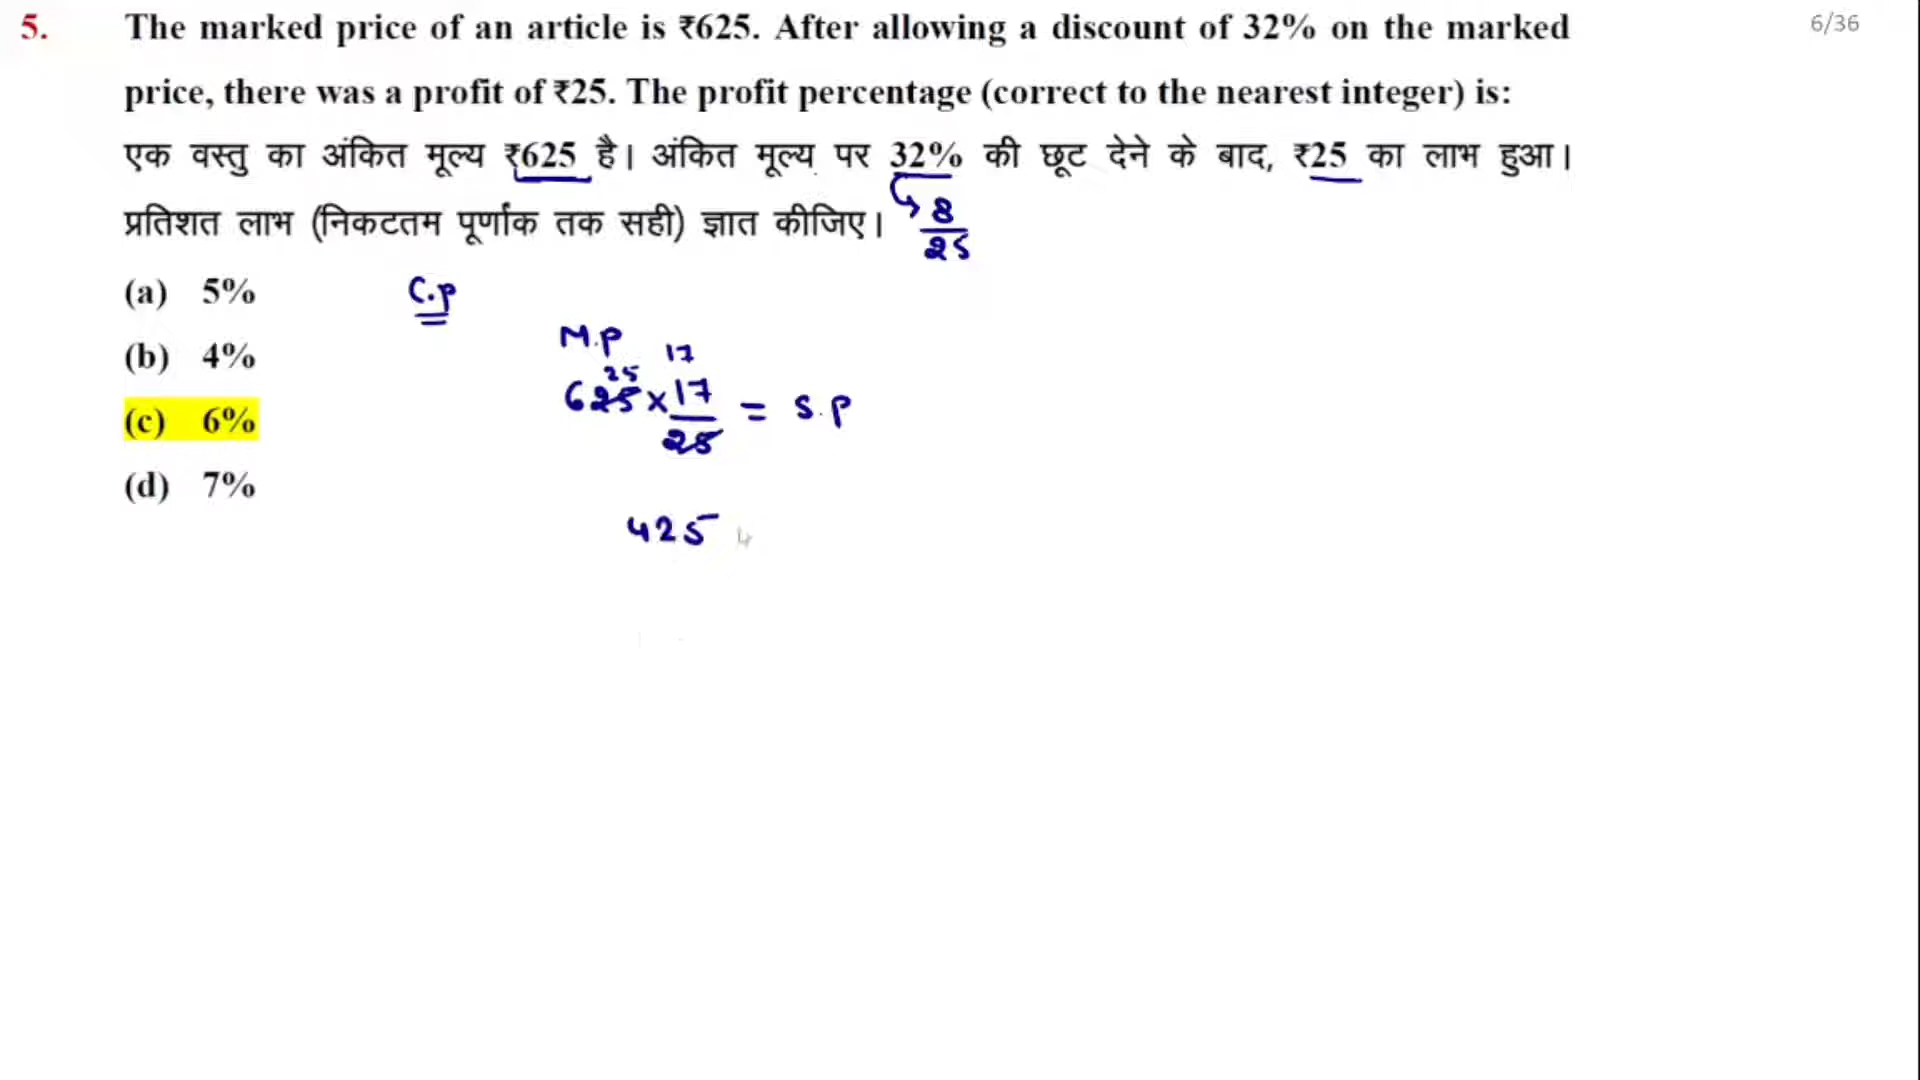 5. The marked price of an article is ₹625. After allowing a discount of 32% on the marked
6/36
price, there was a profit of ₹25. The profit percentage (correct to the nearest integer) is:
एक वस्तु का अंकित मूल्य ₹625 है। अंकित मूल्य पर 32% की छूट देने के बाद, ₹25 का लाभ हुआ।
प्रतिशत लाभ (निकटतम पूर्णांक तक सही) ज्ञात कीजिए।
8
25
(a) 5%
C.P
M.P
17
(b) 4%
25
625 × 17 = S.P
25
(c) 6%
(d) 7%
425